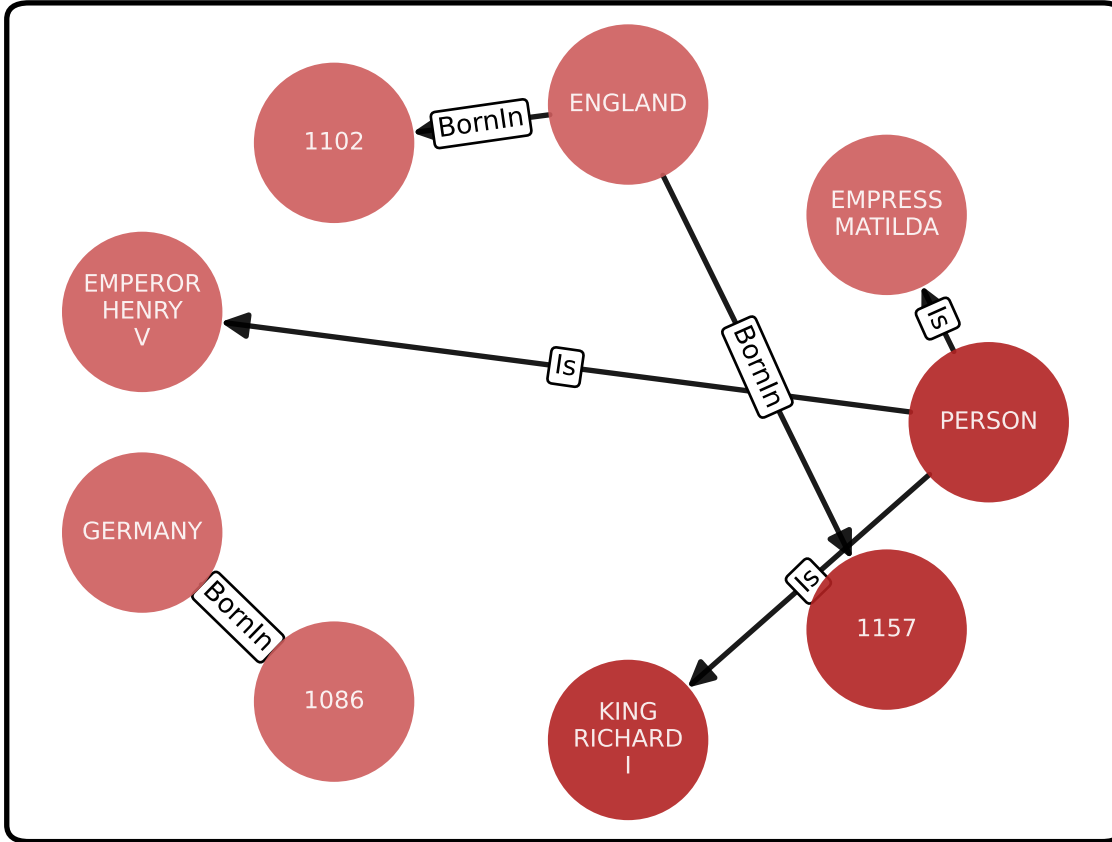 ENGLAND
BornIn
1102
EMPRESS
MATILDA
EMPEROR
HENRY
V
Is
Is
BornIn
PERSON
GERMANY
BornIn
Is
1157
1086
KING
RICHARD
I